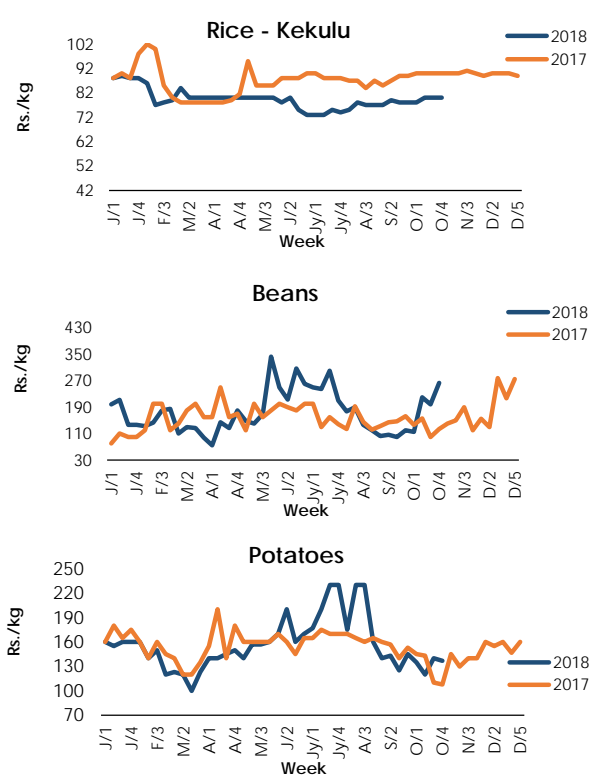 Rice - Kekulu
2018
2017
Rs./kg
102
92
82
72
62
52
42
J/1
J/4
F/3
M/2
A/1
A/4
M/3
J/2
Jy/1
Jy/4
A/3
S/2
O/1
O/4
N/3
D/2
D/5
Week
Beans
2018
2017
Rs./kg
430
350
270
190
110
30
J/1
J/4
F/3
M/2
A/1
A/4
M/3
J/2
Jy/1
Jy/4
A/3
S/2
O/1
O/4
N/3
D/2
D/5
Week
Potatoes
2018
2017
Rs./kg
250
220
190
160
130
100
70
J/1
J/4
F/3
M/2
A/1
A/4
M/3
J/2
Jy/1
Jy/4
A/3
S/2
O/1
O/4
N/3
D/2
D/5
Week